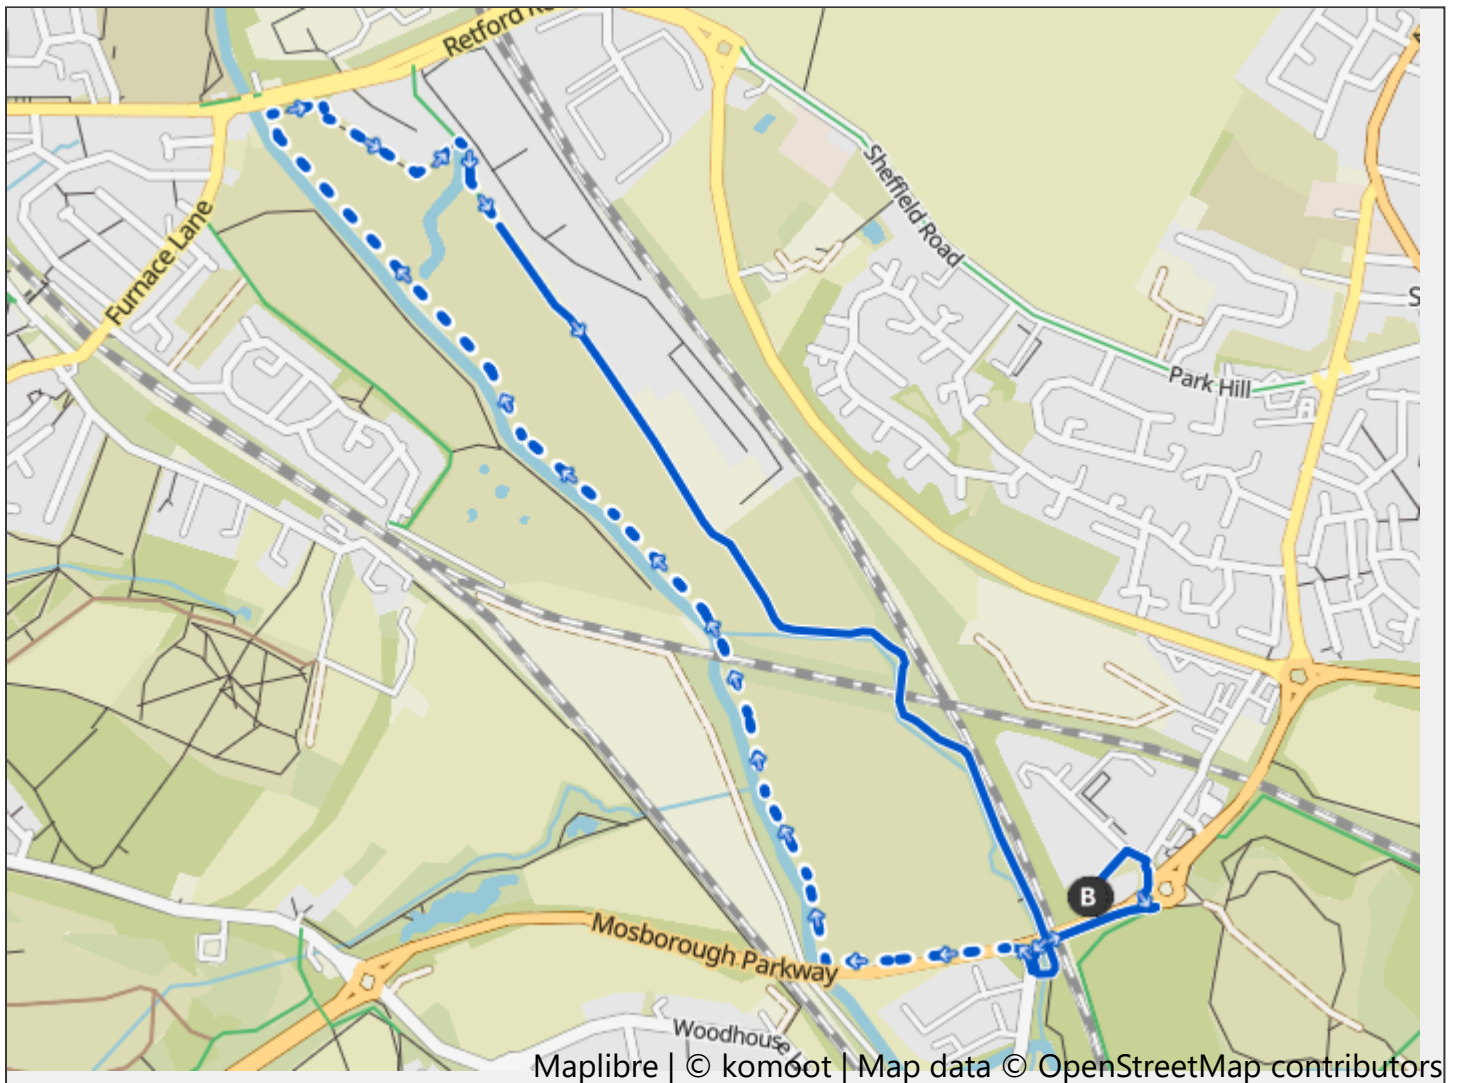 Retford R
Sheffield Road
Furnace Lane
Park Hill
S
B
Mosborough Parkway
Woodhouse L
Maplibre | © komoot | Map data © OpenStreetMap contributors